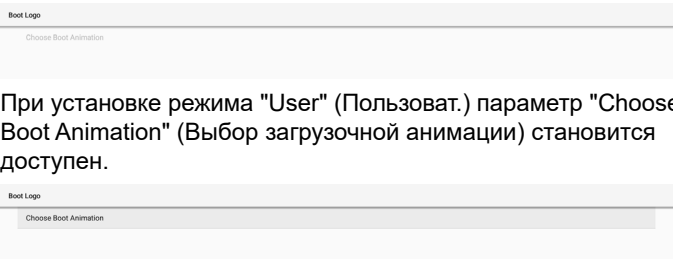 Boot Logo
Choose Boot Animation
При установке режима "User" (Пользоват.) параметр "Choose
Boot Animation" (Выбор загрузочной анимации) становится
доступен.
Boot Logo
Choose Boot Animation